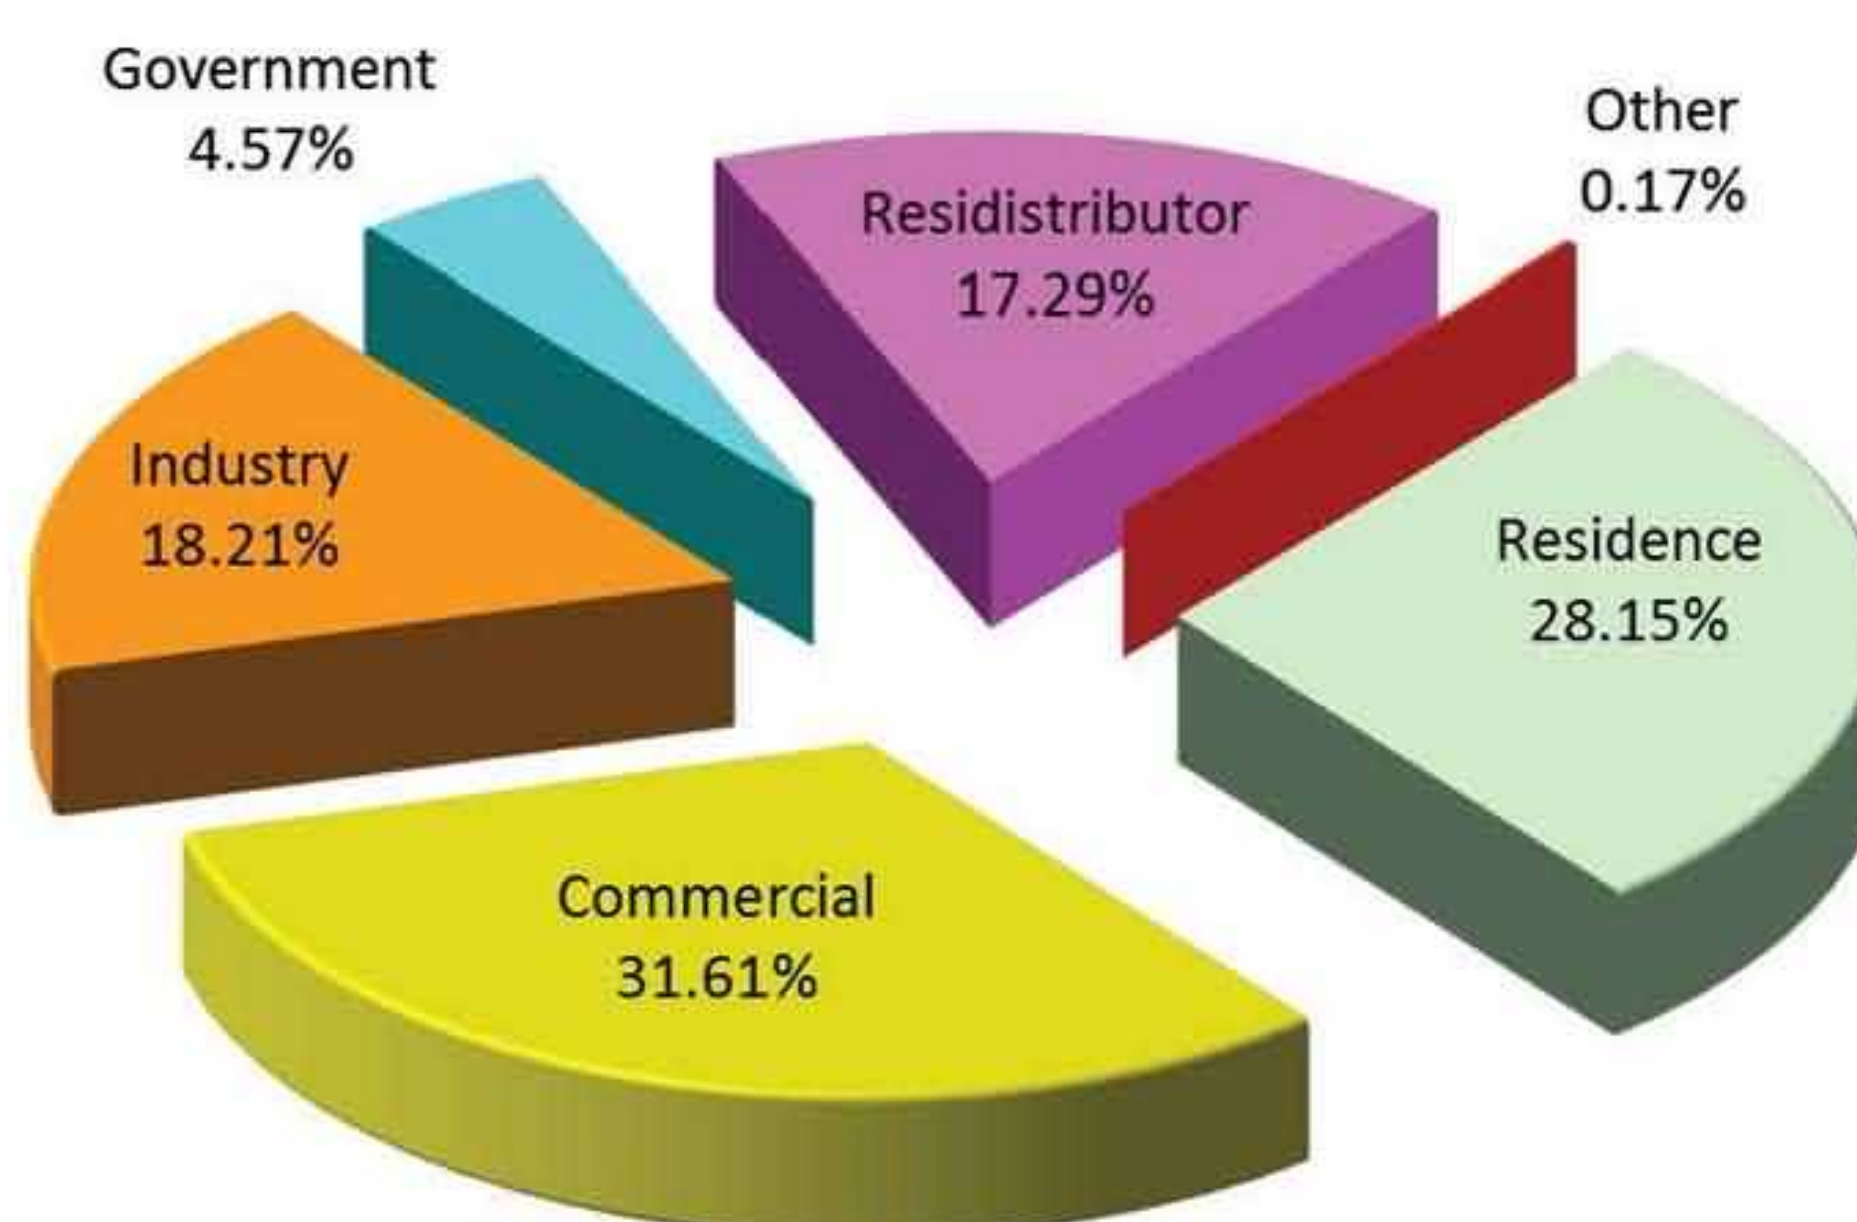 Government
4.57%
Other
0.17%
Residistributor
17.29%
Industry
18.21%
Residence
28.15%
Commercial
31.61%